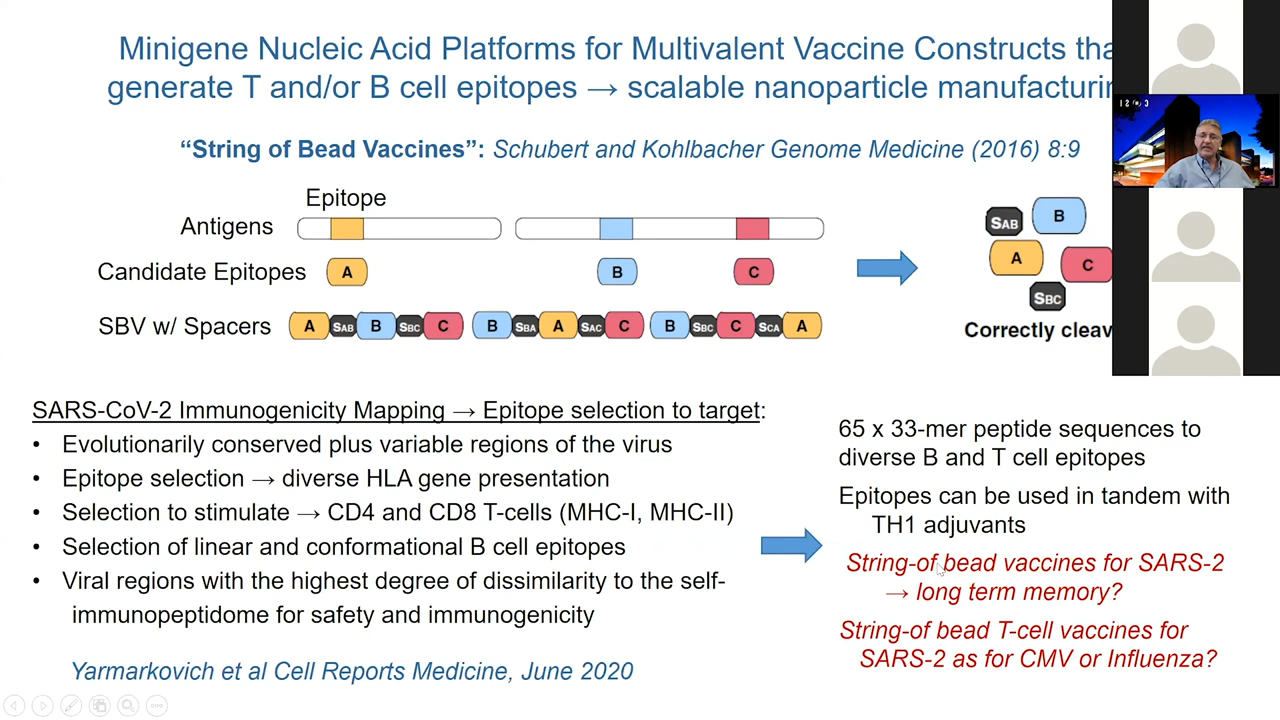 Minigene Nucleic Acid Platforms for Multivalent Vaccine Constructs tha
generate T and/or B cell epitopes → scalable nanoparticle manufacturin
“String of Bead Vaccines”: Schubert and Kohlbacher Genome Medicine (2016) 8:9
Epitope
Antigens
Candidate Epitopes A B C
SBV w/ Spacers A SAB B SBC C B SBA A SAC C B SBC C SCA A
SAB B
A C
SBC
Correctly cleav
SARS-CoV-2 Immunogenicity Mapping → Epitope selection to target:
• Evolutionarily conserved plus variable regions of the virus
• Epitope selection → diverse HLA gene presentation
• Selection to stimulate → CD4 and CD8 T-cells (MHC-I, MHC-II)
• Selection of linear and conformational B cell epitopes
• Viral regions with the highest degree of dissimilarity to the self-
immunopeptidome for safety and immunogenicity
Yarmarkovich et al Cell Reports Medicine, June 2020
65 x 33-mer peptide sequences to
diverse B and T cell epitopes
Epitopes can be used in tandem with
TH1 adjuvants
String-of bead vaccines for SARS-2
→ long term memory?
String-of bead T-cell vaccines for
SARS-2 as for CMV or Influenza?